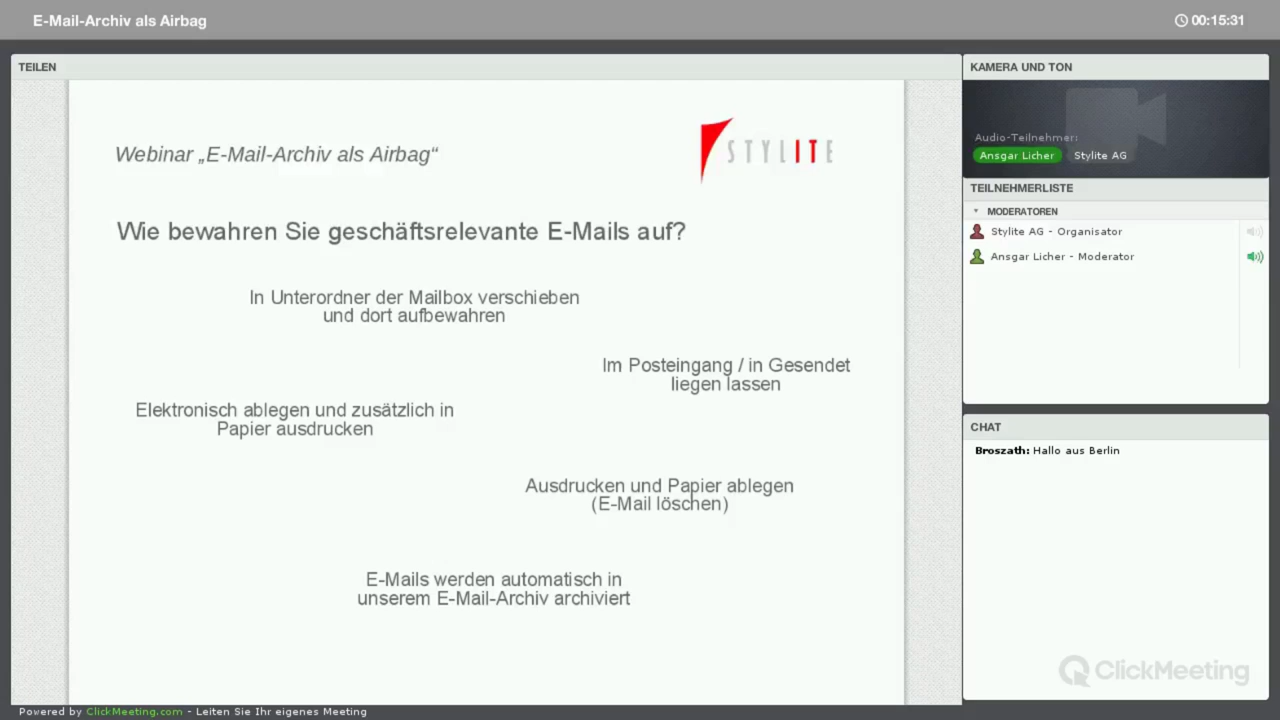 E-Mail-Archiv als Airbag
00:15:31
TEILEN
Webinar „E-Mail-Archiv als Airbag“
STYLITE
Wie bewahren Sie geschäftsrelevante E-Mails auf?
In Unterordner der Mailbox verschieben
und dort aufbewahren
Im Posteingang / in Gesendet
liegen lassen
Elektronisch ablegen und zusätzlich in
Papier ausdrucken
Ausdrucken und Papier ablegen
(E-Mail löschen)
E-Mails werden automatisch in
unserem E-Mail-Archiv archiviert
KAMERA UND TON
Audio-Teilnehmer:
Ansgar Licher Stylite AG
TEILNEHMERLISTE
MODERATOREN
Stylite AG - Organisator
Ansgar Licher - Moderator
CHAT
Broszath: Hallo aus Berlin
ClickMeeting
Powered by ClickMeeting.com - Leiten Sie Ihr eigenes Meeting